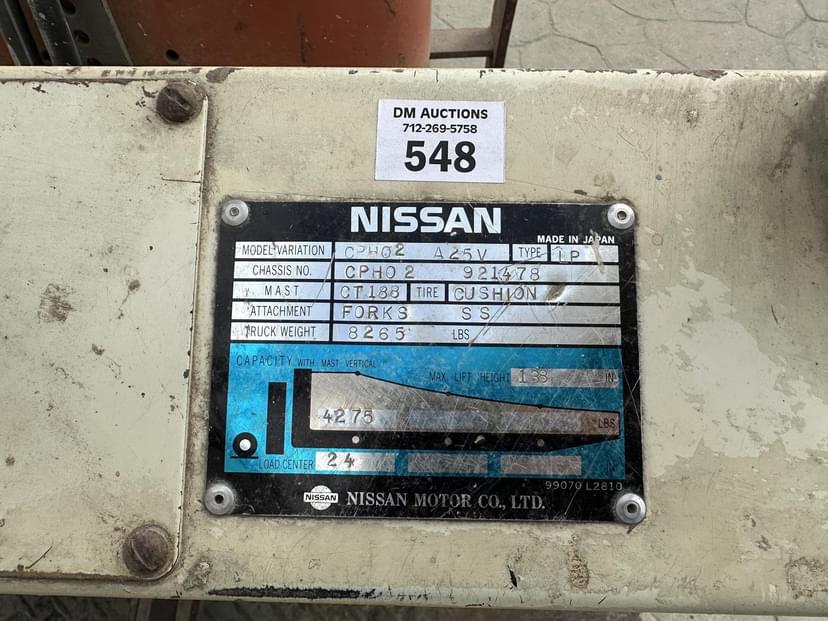 DM AUCTIONS
712-269-5758
548
NISSAN
MADE IN JAPAN
MODEL VARIATION CPH02 A25V TYPE LP
CHASSIS NO. CPH02 921478
MAST CT188 TIRE CUSHION
ATTACHMENT FORKS SS
TRUCK WEIGHT 8265 LBS
CAPACITY WITH MAST VERTICAL
MAX. LIFT HEIGHT 188 IN
4275 LBS
LOAD CENTER 24 IN
99070 L2810
NISSAN NISSAN MOTOR CO., LTD.